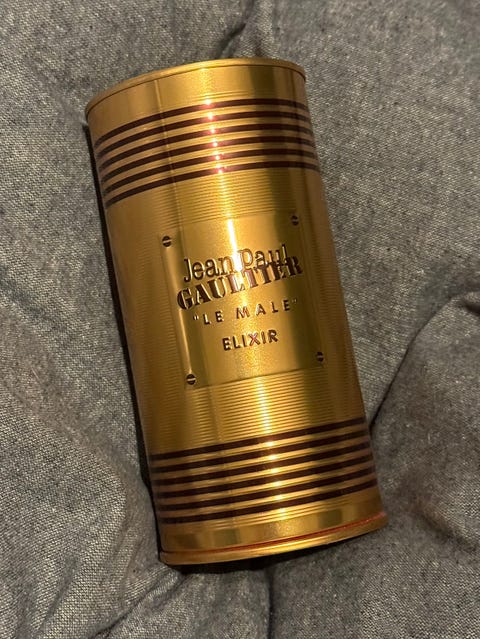 Jean Paul
GAULTIER
"LE MALE"
ELIXIR